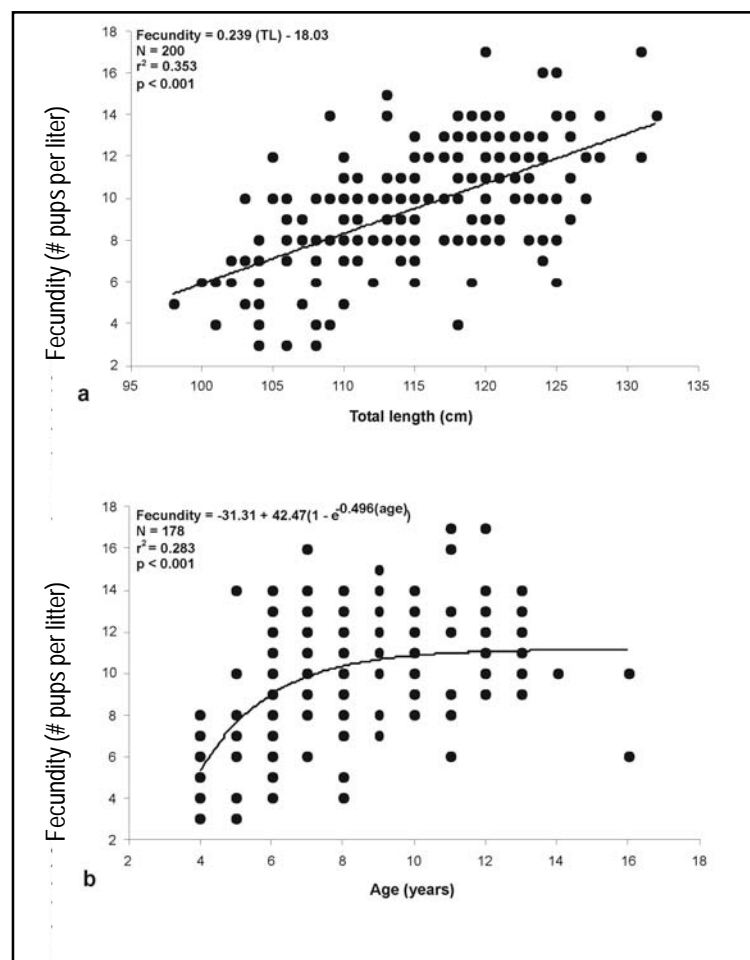 Fecundity = 0.239 (TL) - 18.03
N = 200
r² = 0.353
p < 0.001
18
16
14
12
10
8
6
4
2
Fecundity (# pups per liter)
95 100 105 110 115 120 125 130 135
a
Total length (cm)
Fecundity = -31.31 + 42.47(1 - e^-0.496(age))
N = 178
r² = 0.283
p < 0.001
18
16
14
12
10
8
6
4
2
Fecundity (# pups per litter)
2 4 6 8 10 12 14 16 18
b
Age (years)